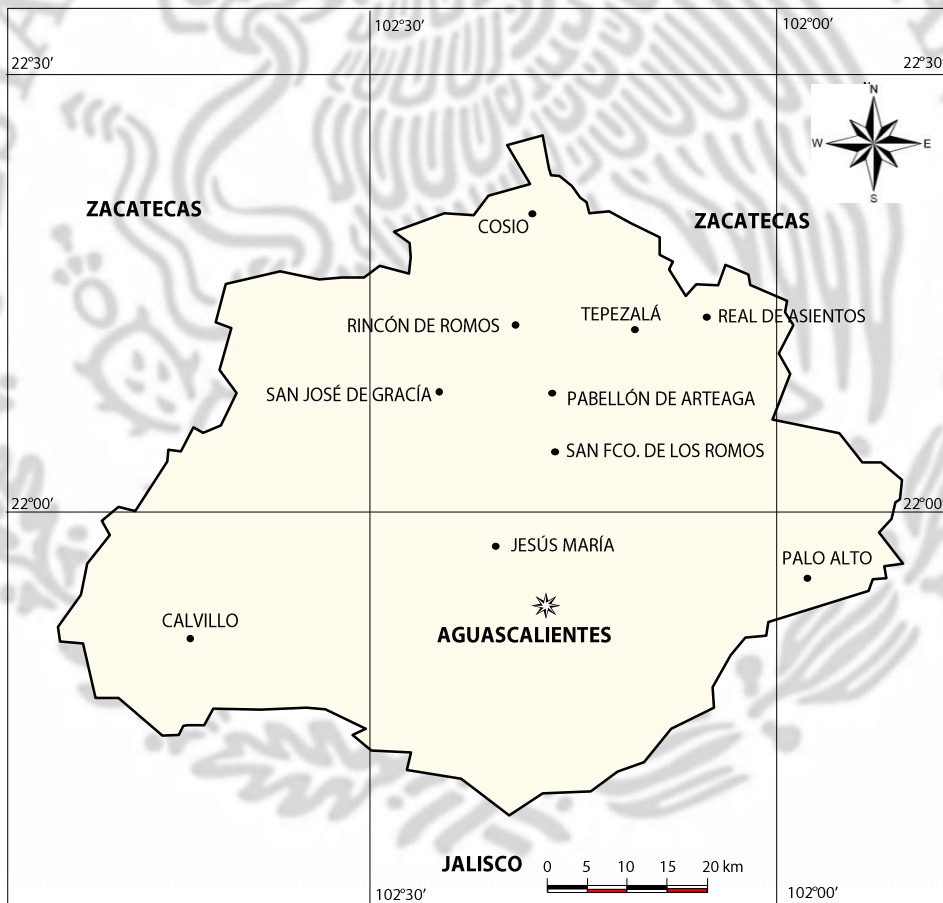 102°30'
102°00'
22°30'
22°30'
N
W
E
S
ZACATECAS
ZACATECAS
COSIO
TEPEZALÁ
REAL DE ASIENTOS
RINCÓN DE ROMOS
SAN JOSÉ DE GRACÍA
PABELLÓN DE ARTEAGA
SAN FCO. DE LOS ROMOS
22°00'
22°00'
JESÚS MARÍA
PALO ALTO
CALVILLO
AGUASCALIENTES
JALISCO
0 5 10 15 20 km
102°30'
102°00'